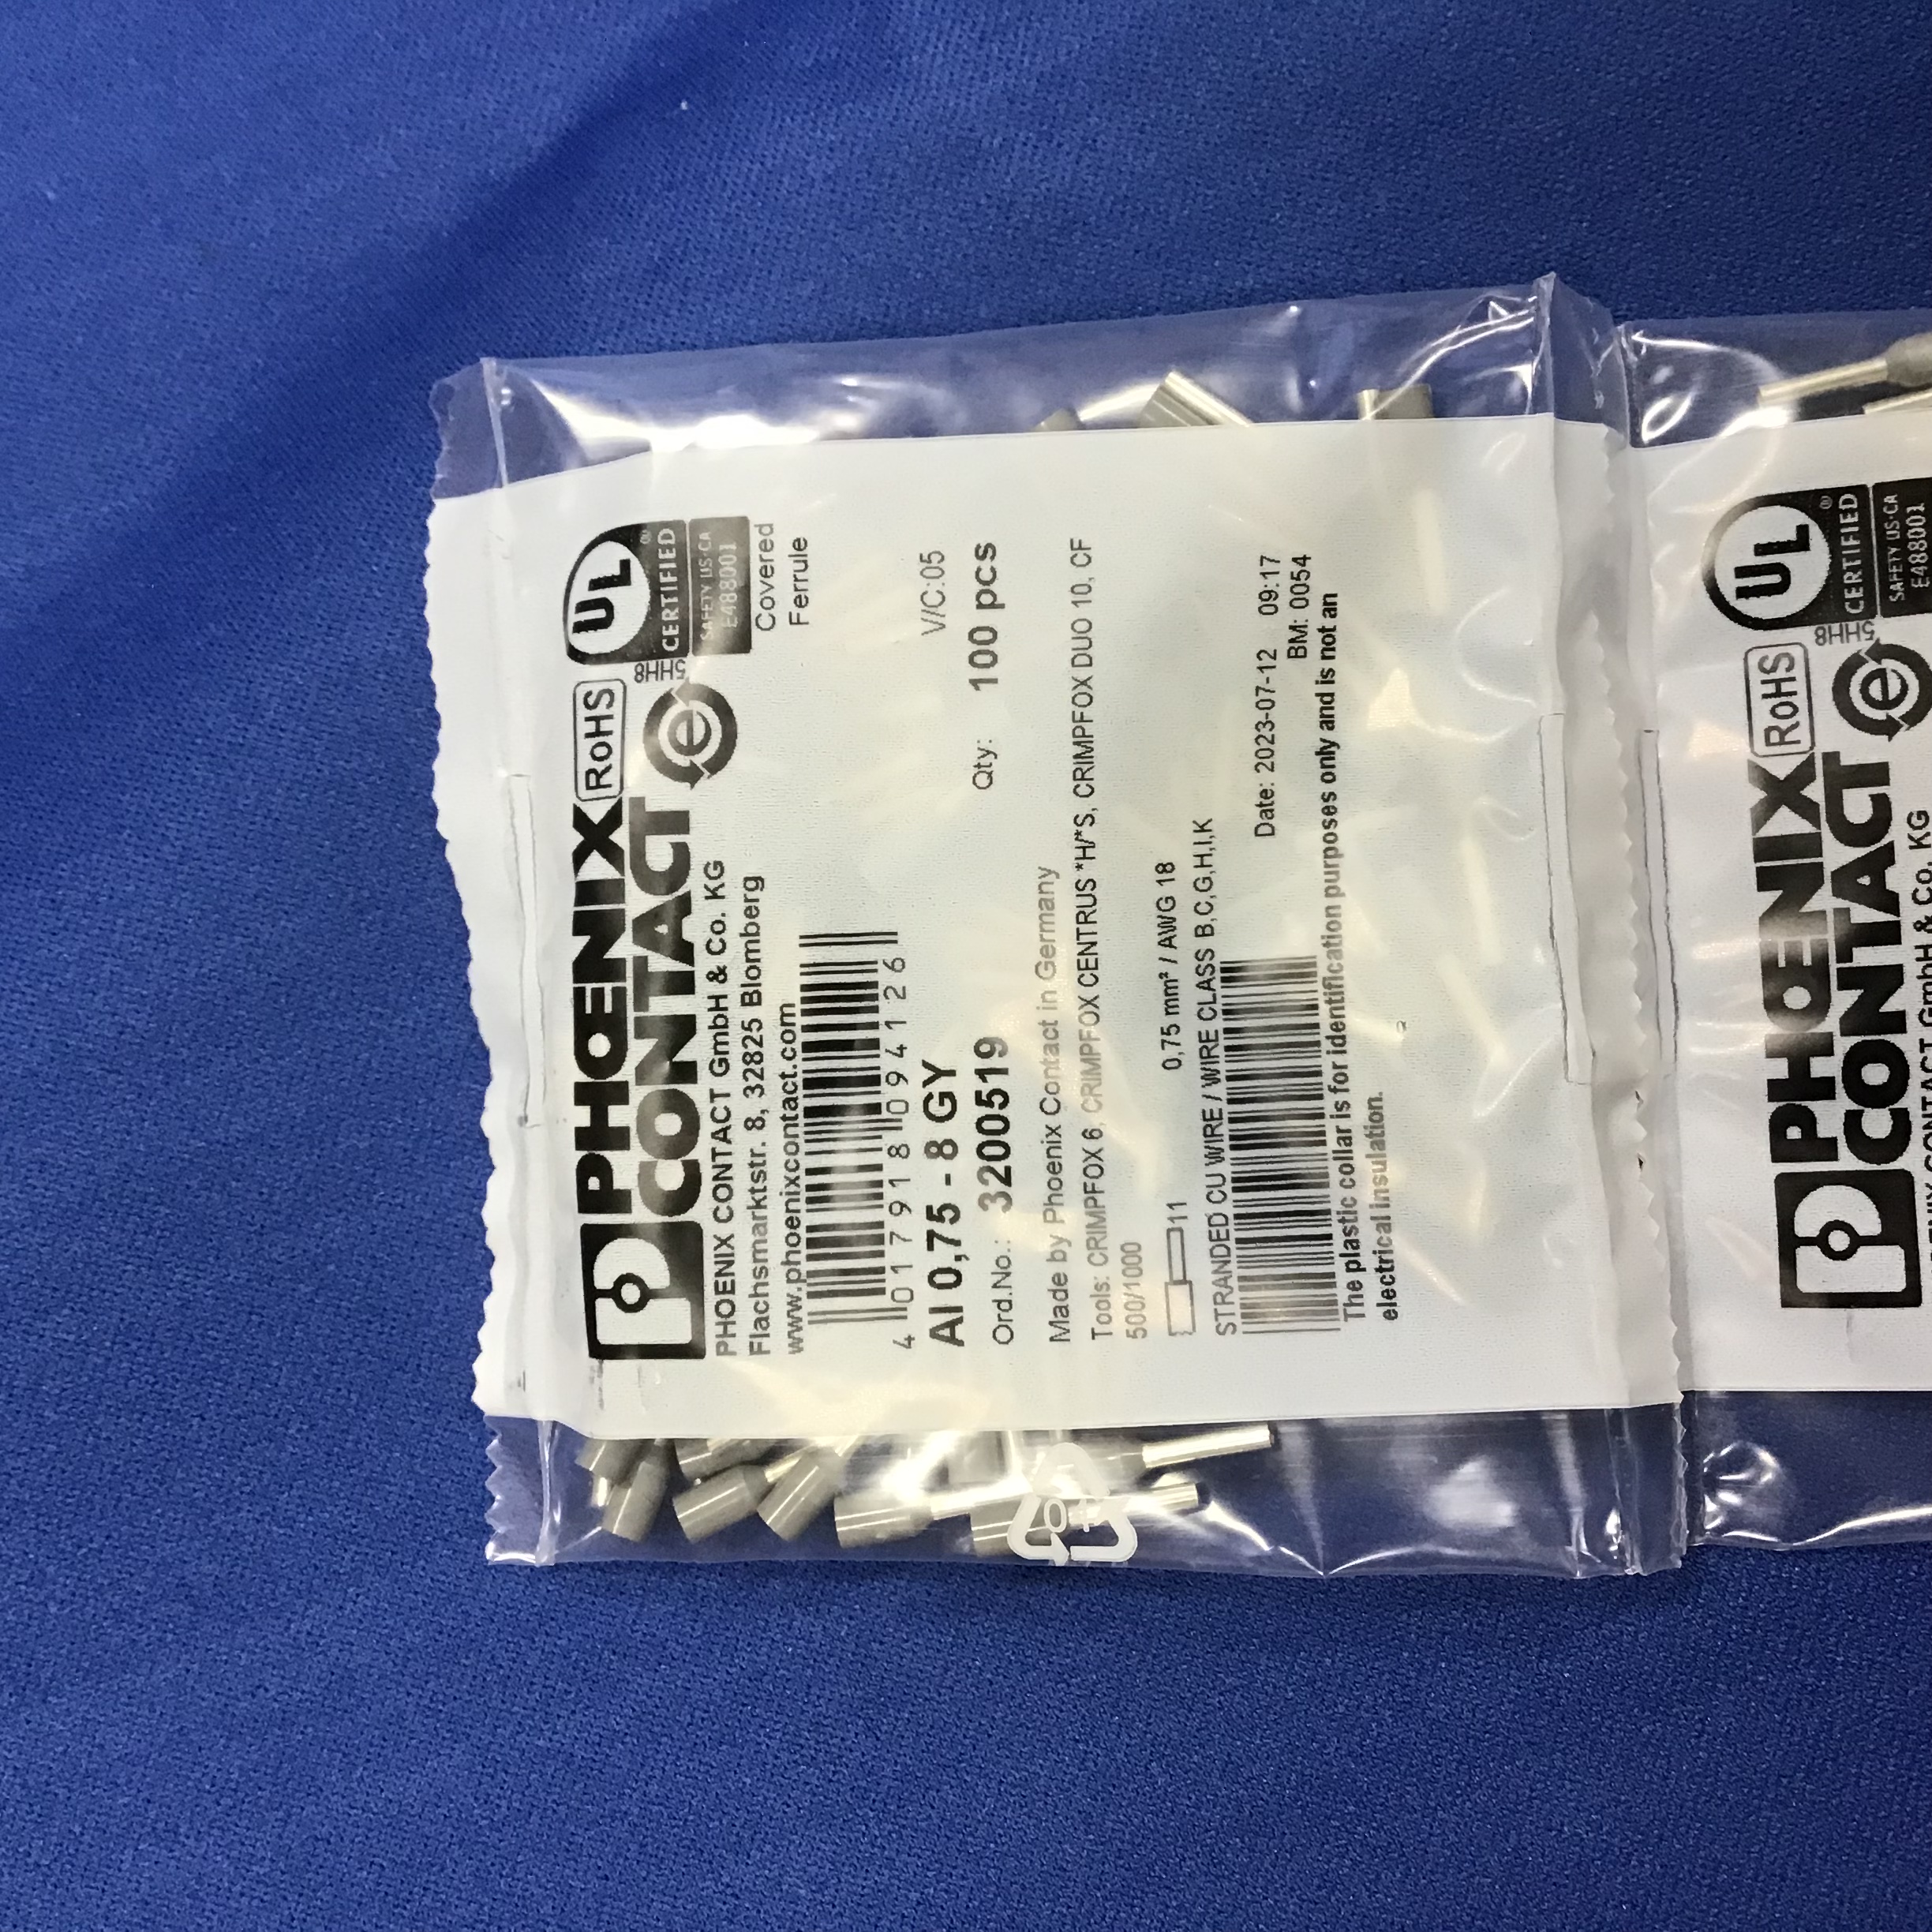 PHŒNIX
CONTACT
RoHS
e
5HH8
UL
®
CERTIFIED
SAFETY US·CA
E488001
Covered
Ferrule
PHOENIX CONTACT GmbH & Co. KG
Flachsmarktstr. 8, 32825 Blomberg
www.phoenixcontact.com
4 017918 094126
V/C:05
AI 0,75 - 8 GY
Qty: 100 pcs
Ord.No.: 3200519
Made by Phoenix Contact in Germany
Tools: CRIMPFOX 6, CRIMPFOX CENTRUS *H/*S, CRIMPFOX DUO 10, CF
500/1000
11 0,75 mm² / AWG 18
STRANDED CU WIRE / WIRE CLASS B,C,G,H,I,K
Date: 2023-07-12 09:17
BM: 0054
The plastic collar is for identification purposes only and is not an
electrical insulation.
PHŒNIX
CONTACT
RoHS
e
5HH8
UL
®
CERTIFIED
SAFETY US·CA
E488001
CONTACT GmbH & Co. KG